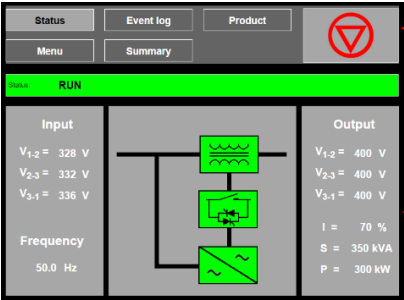 Status Event log Product
Menu Summary
Status: RUN
Input
V1-2 = 328 V
V2-3 = 332 V
V3-1 = 336 V
Frequency
50.0 Hz
Output
V1-2 = 400 V
V2-3 = 400 V
V3-1 = 400 V
I = 70 %
S = 350 kVA
P = 300 kW